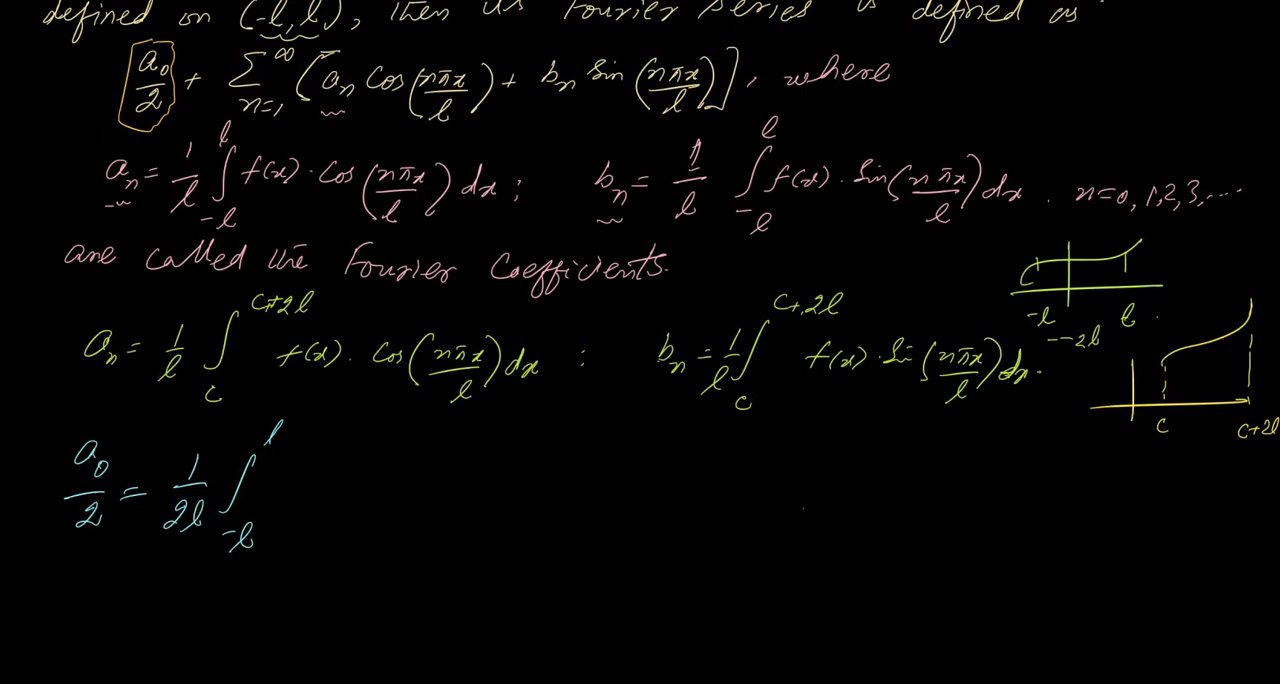 defined on (-l, l), then its Fourier Series is defined as
a₀/2 + ∑_{n=1}^{∞} [aₙ Cos(nπx/l) + bₙ Sin(nπx/l)], where
aₙ = 1/l ∫_{-l}^{l} f(x)·Cos(nπx/l) dx ; bₙ = 1/l ∫_{-l}^{l} f(x)·Sin(nπx/l) dx . n=0,1,2,3,...
are called the Fourier Coefficients.
-l l
--2l
aₙ = 1/l ∫_{c}^{c+2l} f(x)·Cos(nπx/l) dx ; bₙ = 1/l ∫_{c}^{c+2l} f(x)·Sin(nπx/l) dx.
c c+2l
a₀/2 = 1/2l ∫_{-l}^{l}